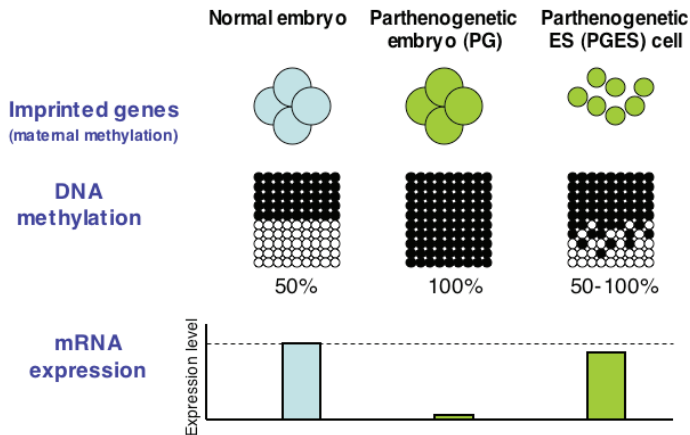 Normal embryo
Parthenogenetic
embryo (PG)
Parthenogenetic
ES (PGES) cell
Imprinted genes
(maternal methylation)
DNA
methylation
50%
100%
50-100%
mRNA
expression
Expression level